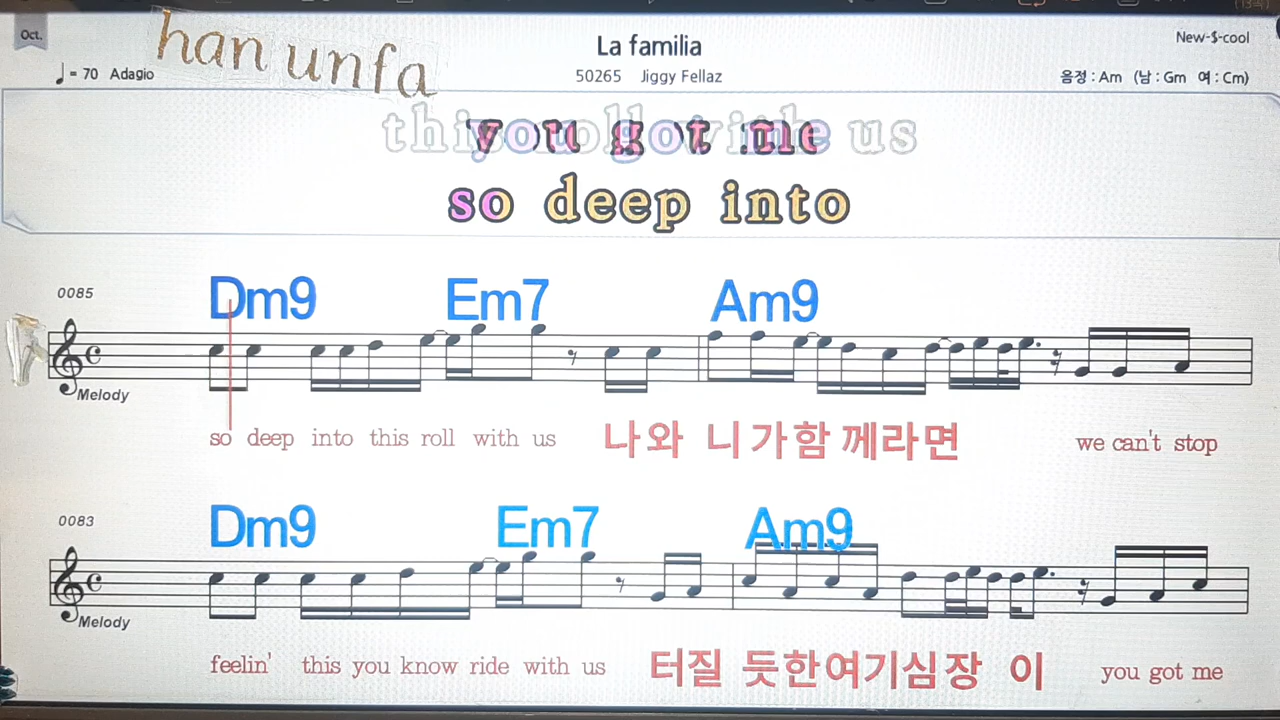 Oct.
han unfa
La familia
New-$-cool
♩= 70 Adagio
50265 Jiggy Fellaz
음정 : Am (남 : Gm 여 : Cm)
you got me
so deep into
0085
Dm9 Em7 Am9
Melody
so deep into this roll with us 나와 니가함께라면 we can't stop
0083
Dm9 Em7 Am9
Melody
feelin' this you know ride with us 터질 듯한여기심장 이 you got me